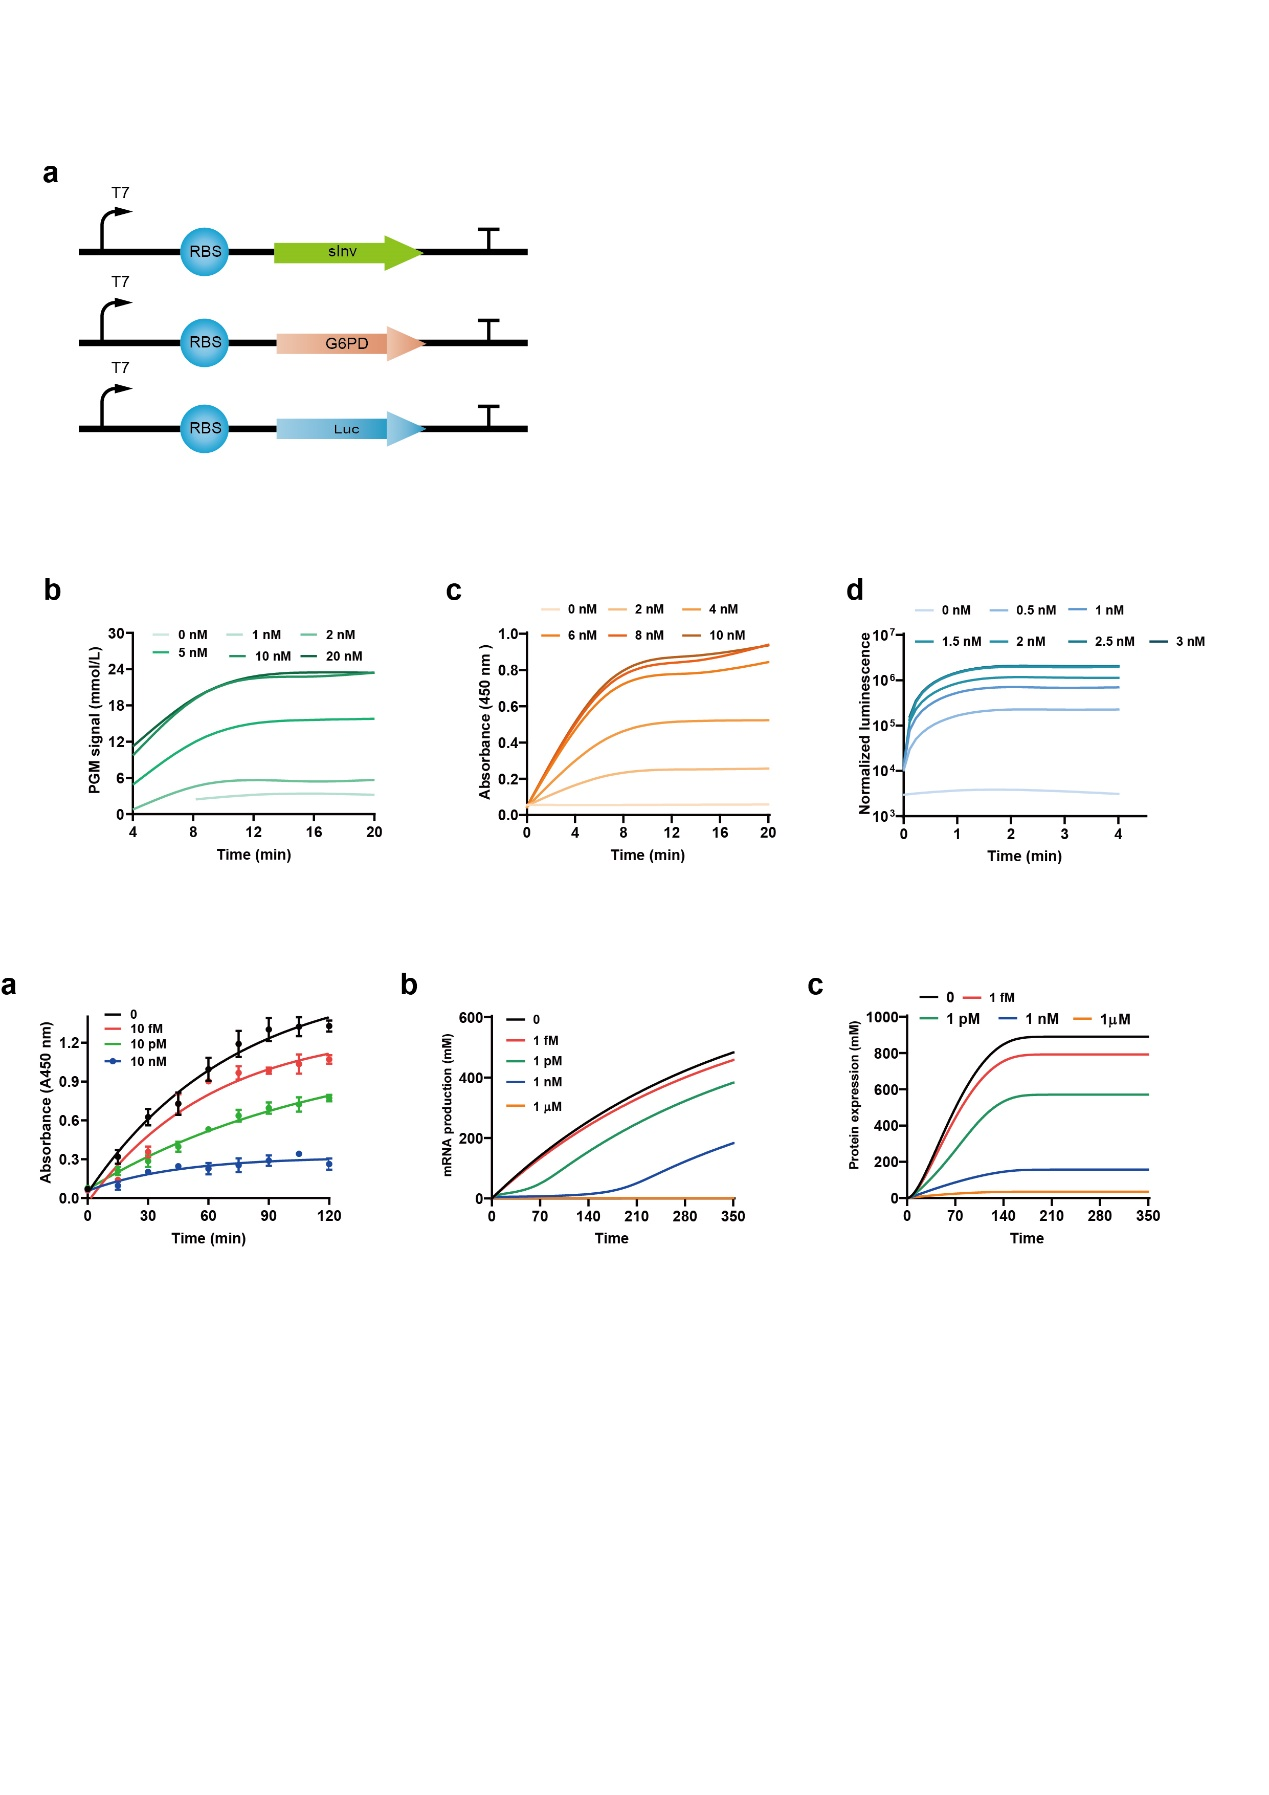 a
T7
RBS
sInv
T7
RBS
G6PD
T7
RBS
Luc
b
0 nM 1 nM 2 nM
5 nM 10 nM 20 nM
PGM signal (mmol/L)
30
24
18
12
6
0
4 8 12 16 20
Time (min)
c
0 nM 2 nM 4 nM
6 nM 8 nM 10 nM
Absorbance (450 nm )
1.0
0.8
0.6
0.4
0.2
0.0
0 4 8 12 16 20
Time (min)
d
0 nM 0.5 nM 1 nM
1.5 nM 2 nM 2.5 nM 3 nM
Normalized luminescence
10⁷
10⁶
10⁵
10⁴
10³
0 1 2 3 4
Time (min)
a
0
10 fM
10 pM
10 nM
Absorbance (A450 nm)
1.2
0.9
0.6
0.3
0.0
0 30 60 90 120
Time (min)
b
0
1 fM
1 pM
1 nM
1 μM
mRNA production (mM)
600
400
200
0
0 70 140 210 280 350
Time
c
0 1 fM
1 pM 1 nM 1μM
Protein expression (mM)
1000
800
600
400
200
0
0 70 140 210 280 350
Time